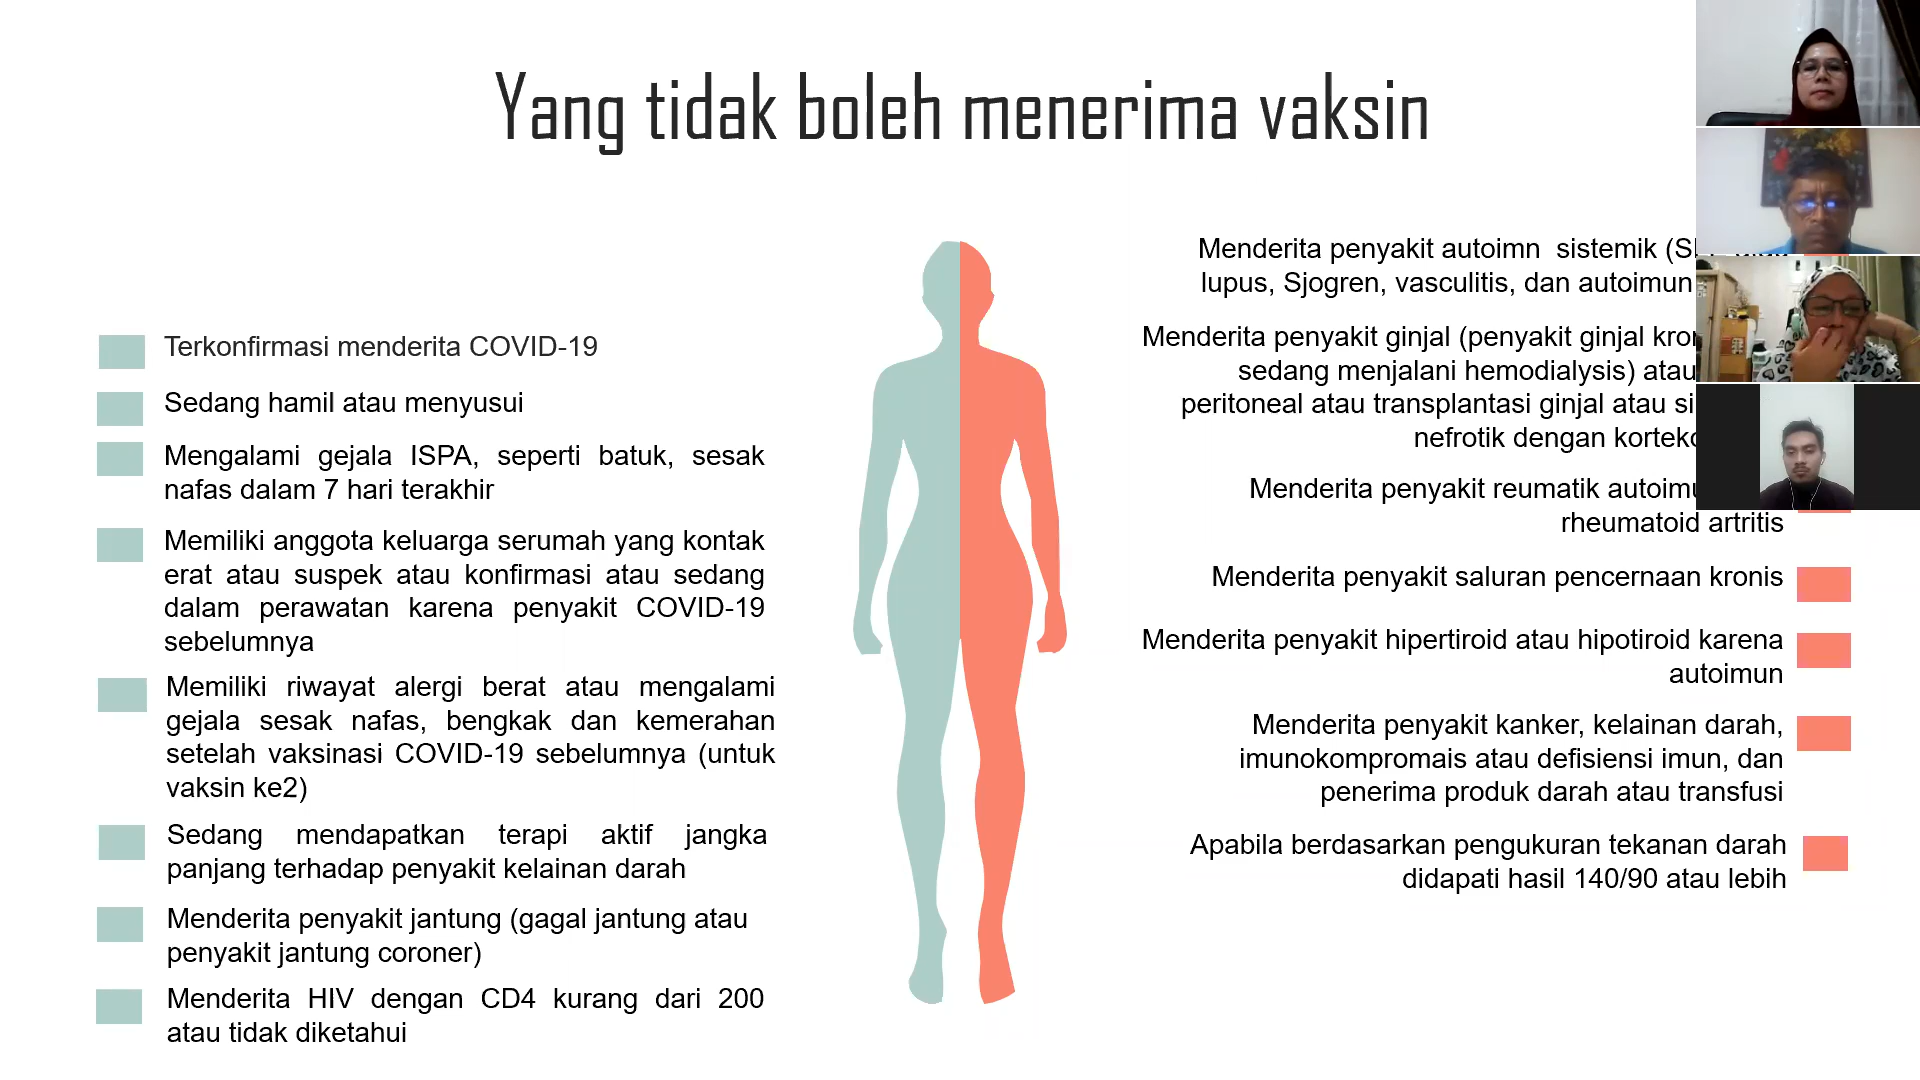 Yang tidak boleh menerima vaksin
Terkonfirmasi menderita COVID-19
Sedang hamil atau menyusui
Mengalami gejala ISPA, seperti batuk, sesak
nafas dalam 7 hari terakhir
Memiliki anggota keluarga serumah yang kontak
erat atau suspek atau konfirmasi atau sedang
dalam perawatan karena penyakit COVID-19
sebelumnya
Memiliki riwayat alergi berat atau mengalami
gejala sesak nafas, bengkak dan kemerahan
setelah vaksinasi COVID-19 sebelumnya (untuk
vaksin ke2)
Sedang mendapatkan terapi aktif jangka
panjang terhadap penyakit kelainan darah
Menderita penyakit jantung (gagal jantung atau
penyakit jantung coroner)
Menderita HIV dengan CD4 kurang dari 200
atau tidak diketahui
Menderita penyakit autoimn sistemik
lupus, Sjogren, vasculitis, dan autoimun
Menderita penyakit ginjal (penyakit ginjal
sedang menjalani hemodialysis) atau
peritoneal atau transplantasi ginjal atau
nefrotik dengan
Menderita penyakit reumatik
rheumatoid artritis
Menderita penyakit saluran pencernaan kronis
Menderita penyakit hipertiroid atau hipotiroid karena
autoimun
Menderita penyakit kanker, kelainan darah,
imunokompromais atau defisiensi imun, dan
penerima produk darah atau transfusi
Apabila berdasarkan pengukuran tekanan darah
didapati hasil 140/90 atau lebih